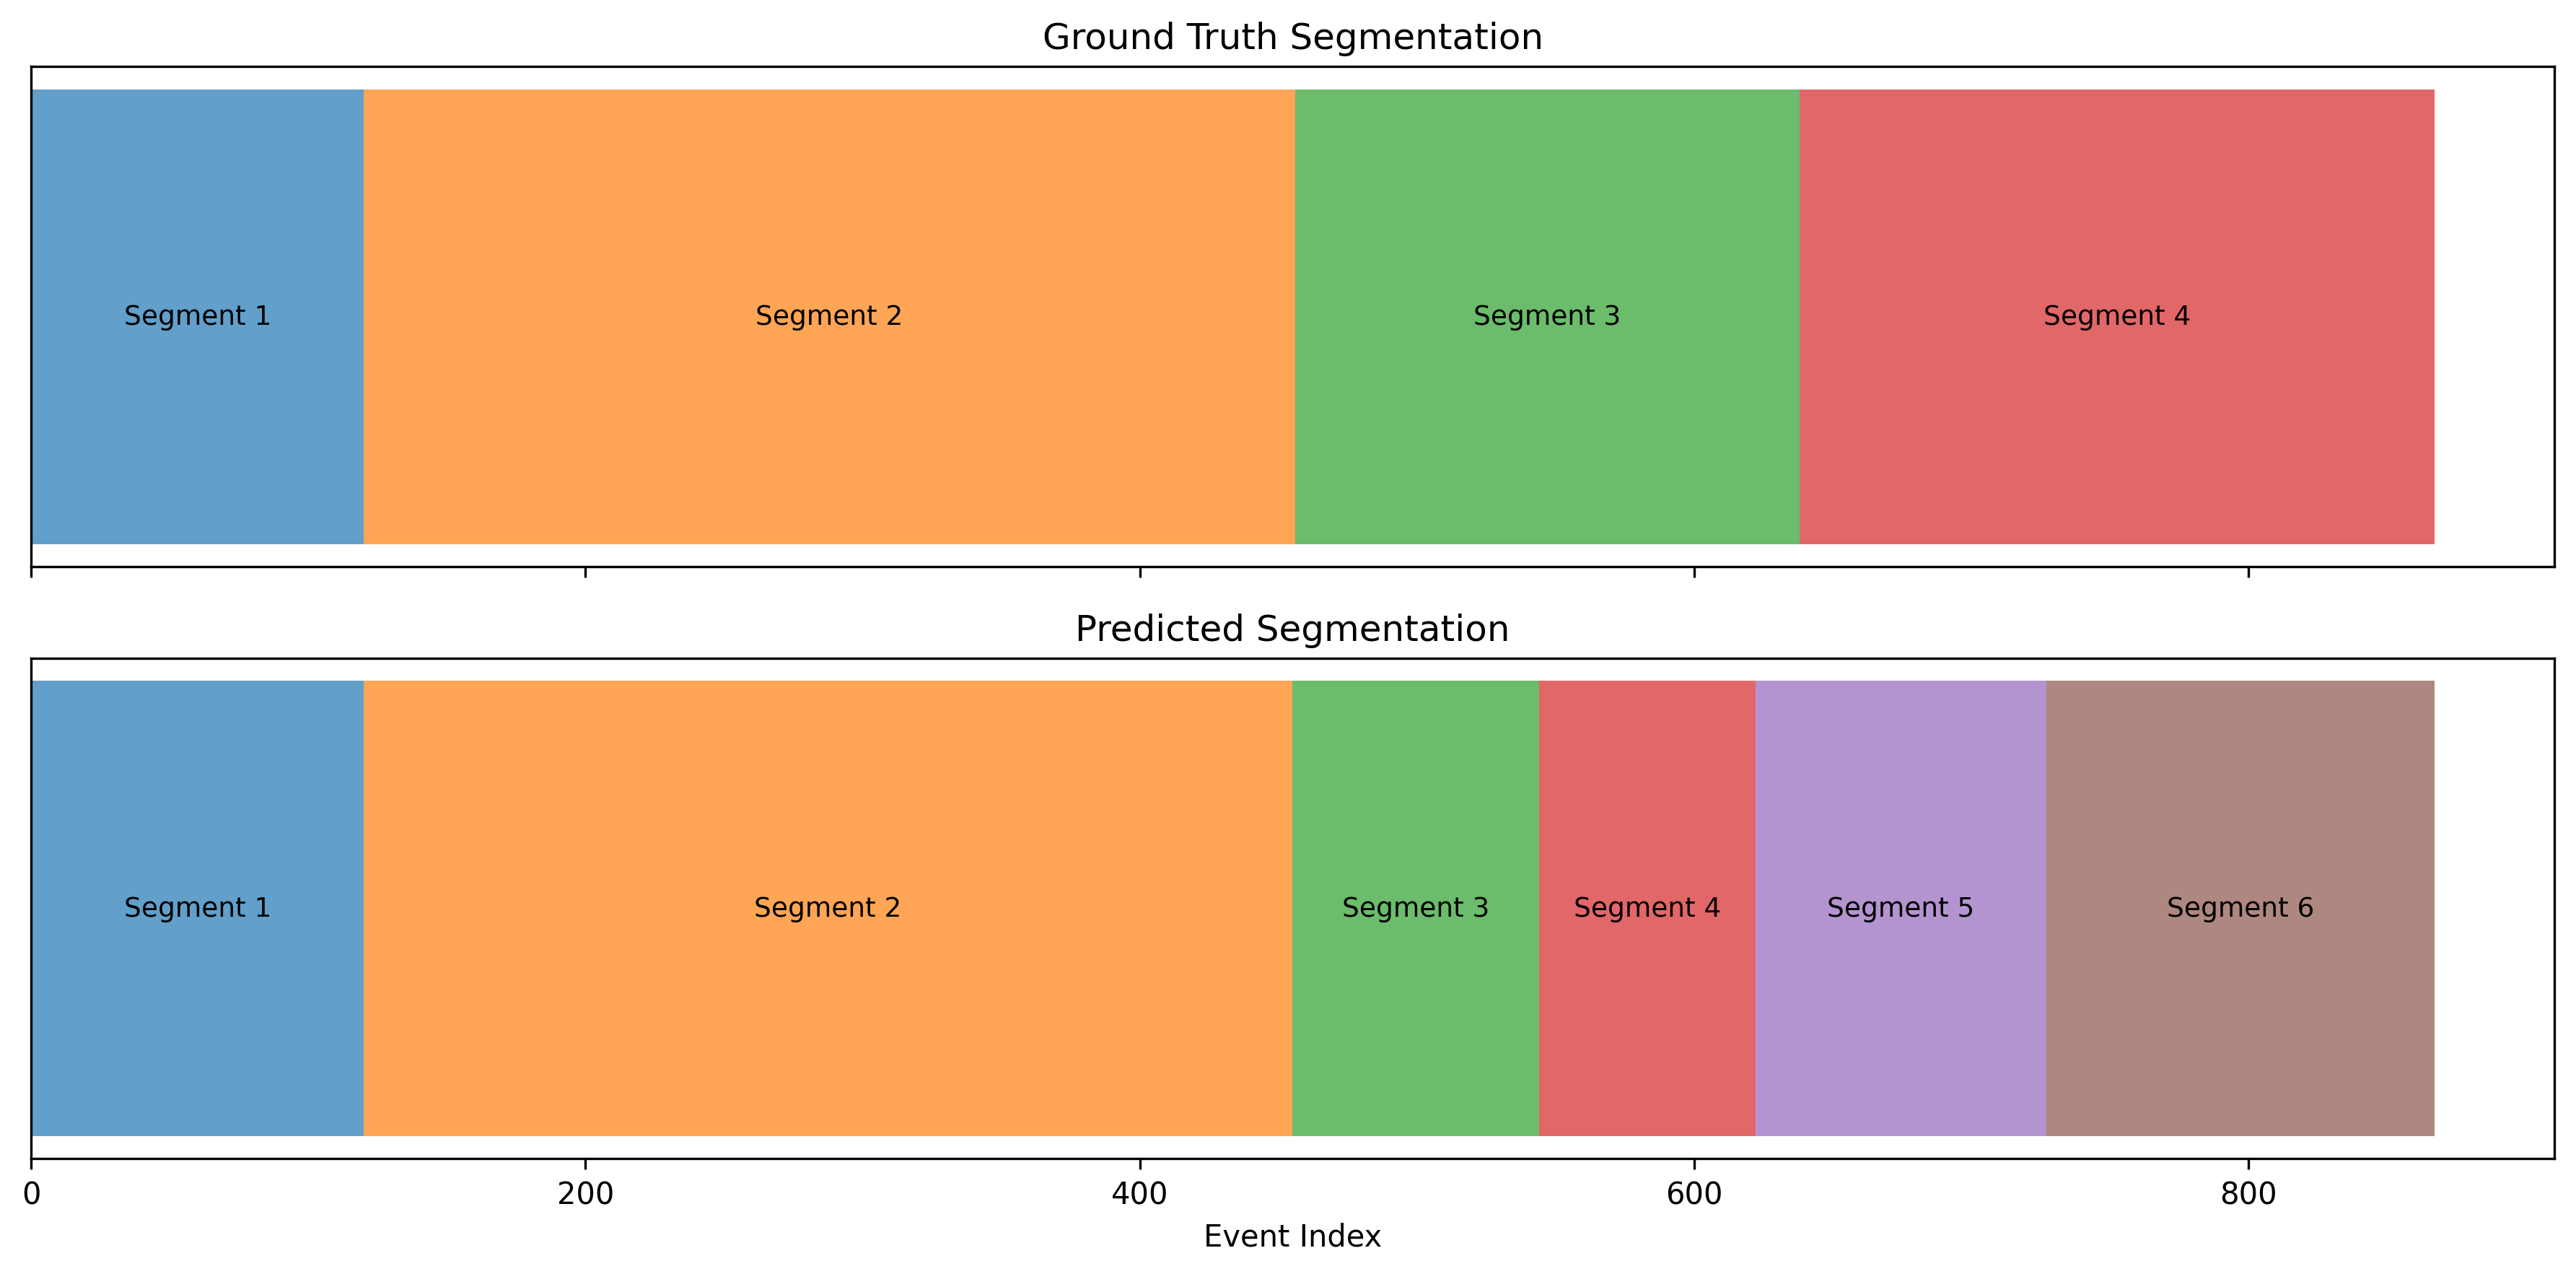 Ground Truth Segmentation
Segment 1 Segment 2 Segment 3 Segment 4
Predicted Segmentation
Segment 1 Segment 2 Segment 3 Segment 4 Segment 5 Segment 6
0 200 400 600 800
Event Index